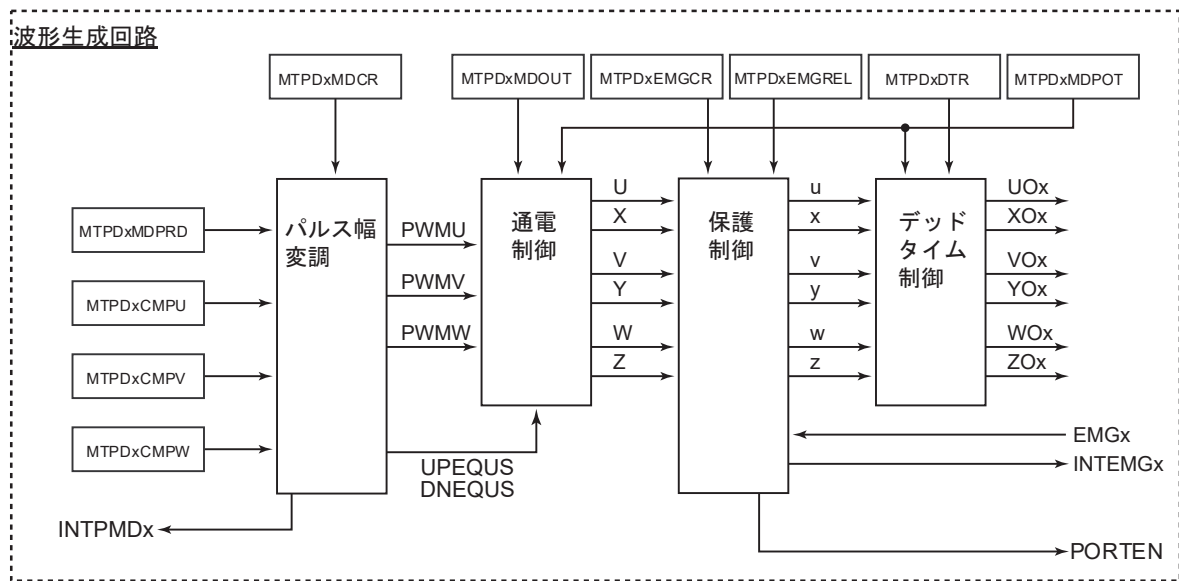 波形生成回路
MTPDxMDCR
MTPDxMDOUT
MTPDxEMGCR
MTPDxEMGREL
MTPDxDTR
MTPDxMDPOT
MTPDxMDPRD
MTPDxCMPU
MTPDxCMPV
MTPDxCMPW
パルス幅
変調
PWMU
PWMV
PWMW
UPEQUS
DNEQUS
INTPMDx
通電
制御
U
X
V
Y
W
Z
保護
制御
u
x
v
y
w
z
デッド
タイム
制御
UOx
XOx
VOx
YOx
WOx
ZOx
EMGx
INTEMGx
PORTEN